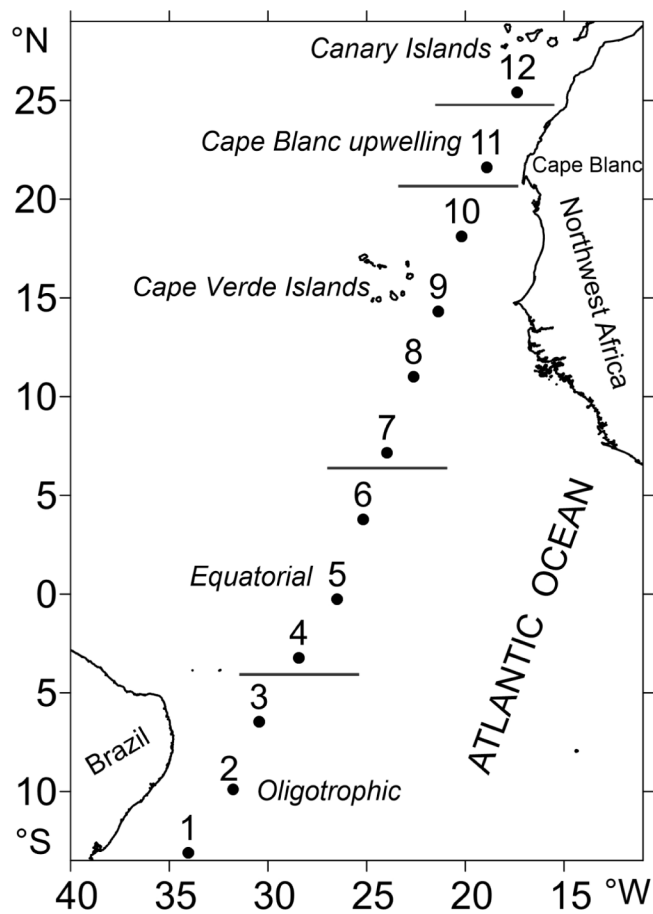 °N
Canary Islands
12
25
Cape Blanc upwelling
11
Cape Blanc
20
10
Northwest Africa
Cape Verde Islands
9
15
8
10
7
5
6
ATLANTIC OCEAN
Equatorial
5
0
4
5
3
Brazil
2
10
Oligotrophic
1
°S
40
35
30
25
20
15
°W